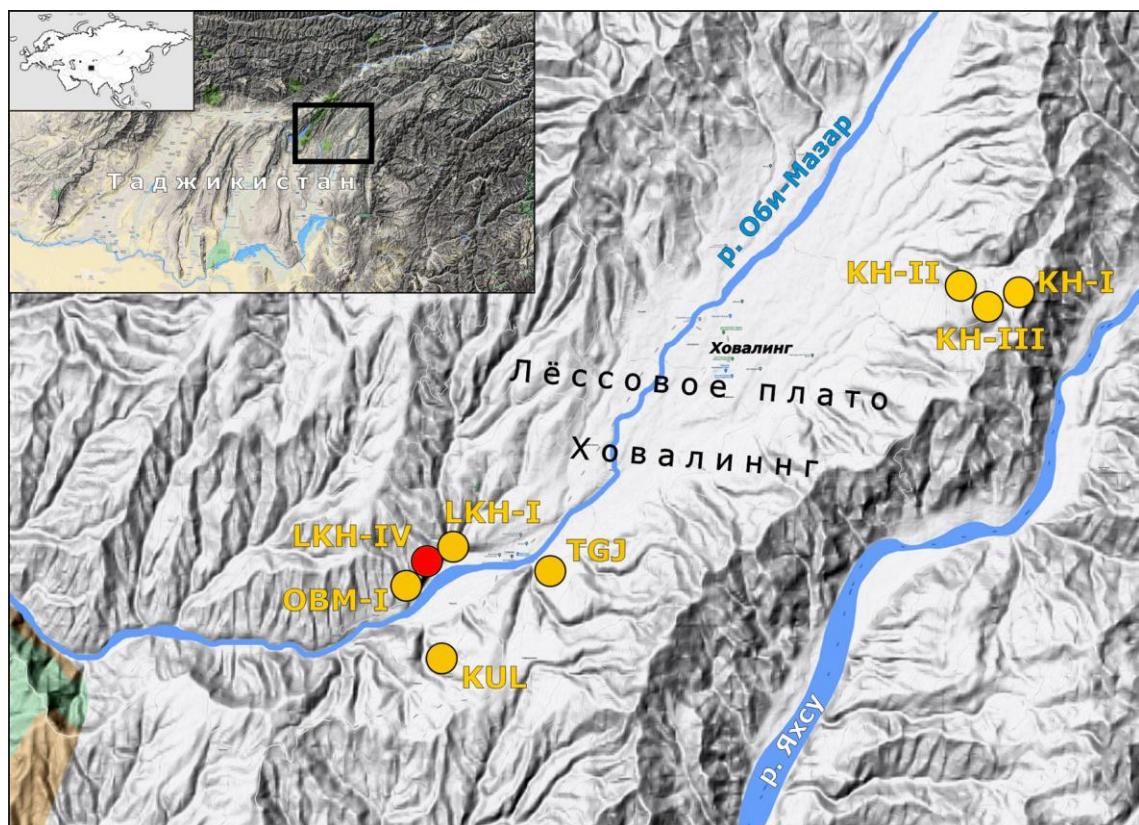 Таджикистан
р. Оби-Мазар
KH-II
KH-I
KH-III
Ховалинг
Лёссовое плато
Ховалиннг
LKH-I
LKH-IV
TGJ
OBM-I
KUL
р. Яхсу